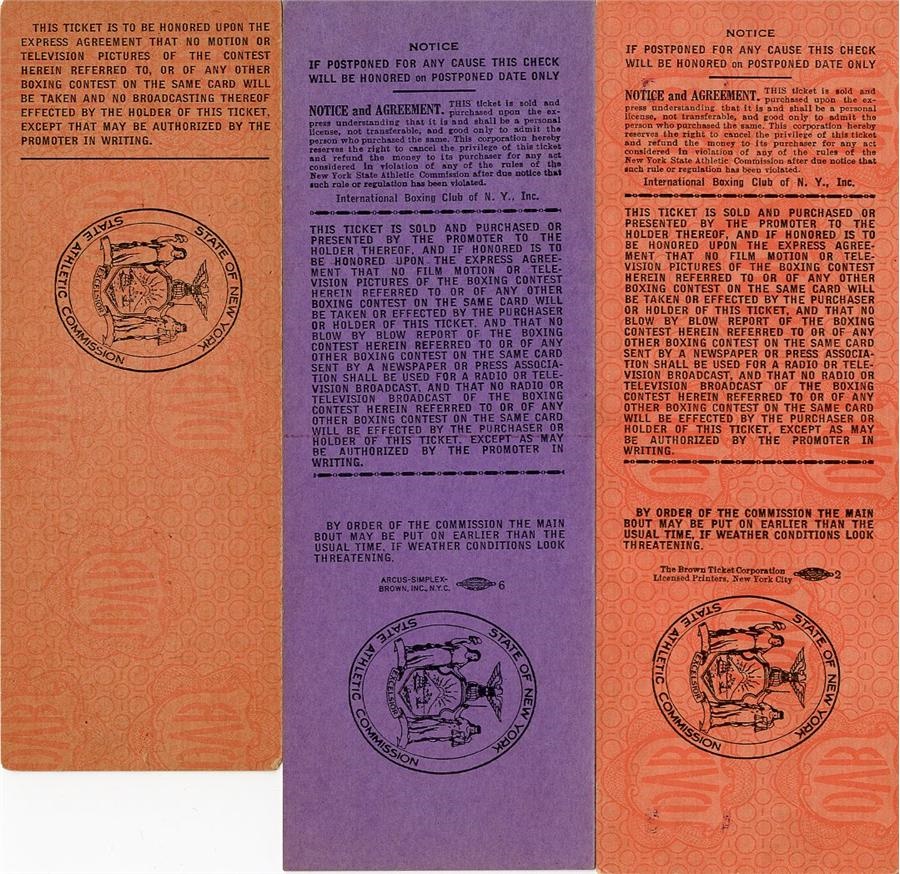 THIS TICKET IS TO BE HONORED UPON THE
EXPRESS AGREEMENT THAT NO MOTION OR
TELEVISION PICTURES OF THE CONTEST
HEREIN REFERRED TO, OR OF ANY OTHER
BOXING CONTEST ON THE SAME CARD WILL
BE TAKEN AND NO BROADCASTING THEREOF
EFFECTED BY THE HOLDER OF THIS TICKET,
EXCEPT THAT MAY BE AUTHORIZED BY THE
PROMOTER IN WRITING.
STATE OF NEW YORK
STATE ATHLETIC COMMISSION
EXCELSIOR
NOTICE
IF POSTPONED FOR ANY CAUSE THIS CHECK
WILL BE HONORED on POSTPONED DATE ONLY
NOTICE and AGREEMENT. THIS ticket is sold and
purchased upon the ex-
press understanding that it is and shall be a personal
license, not transferable, and good only to admit the
person who purchased the same. This corporation hereby
reserves the right to cancel the privilege of this ticket
and refund the money to its purchaser for any act
considered in violation of any of the rules of the
New York State Athletic Commission after due notice that
such rule or regulation has been violated.
International Boxing Club of N. Y., Inc.
THIS TICKET IS SOLD AND PURCHASED OR
PRESENTED BY THE PROMOTER TO THE
HOLDER THEREOF, AND IF HONORED IS TO
BE HONORED UPON THE EXPRESS AGREE-
MENT THAT NO FILM MOTION OR TELE-
VISION PICTURES OF THE BOXING CONTEST
HEREIN REFERRED TO OR OF ANY OTHER
BOXING CONTEST ON THE SAME CARD WILL
BE TAKEN OR EFFECTED BY THE PURCHASER
OR HOLDER OF THIS TICKET, AND THAT NO
BLOW BY BLOW REPORT OF THE BOXING
CONTEST HEREIN REFERRED TO OR OF ANY
OTHER BOXING CONTEST ON THE SAME CARD
SENT BY A NEWSPAPER OR PRESS ASSOCIA-
TION SHALL BE USED FOR A RADIO OR TELE-
VISION BROADCAST, AND THAT NO RADIO OR
TELEVISION BROADCAST OF THE BOXING
CONTEST HEREIN REFERRED TO OR OF ANY
OTHER BOXING CONTEST ON THE SAME CARD
WILL BE EFFECTED BY THE PURCHASER OR
HOLDER OF THIS TICKET, EXCEPT AS MAY
BE AUTHORIZED BY THE PROMOTER IN
WRITING.
BY ORDER OF THE COMMISSION THE MAIN
BOUT MAY BE PUT ON EARLIER THAN THE
USUAL TIME, IF WEATHER CONDITIONS LOOK
THREATENING.
ARCUS-SIMPLEX-
BROWN, INC., N.Y.C. 6
STATE OF NEW YORK
STATE ATHLETIC COMMISSION
EXCELSIOR
NOTICE
IF POSTPONED FOR ANY CAUSE THIS CHECK
WILL BE HONORED on POSTPONED DATE ONLY
NOTICE and AGREEMENT. THIS ticket is sold and
purchased upon the ex-
press understanding that it is and shall be a personal
license, not transferable, and good only to admit the
person who purchased the same. This corporation hereby
reserves the right to cancel the privilege of this ticket
and refund the money to its purchaser for any act
considered in violation of any of the rules of the
New York State Athletic Commission after due notice that
such rule or regulation has been violated.
International Boxing Club of N. Y., Inc.
THIS TICKET IS SOLD AND PURCHASED OR
PRESENTED BY THE PROMOTER TO THE
HOLDER THEREOF, AND IF HONORED IS TO
BE HONORED UPON THE EXPRESS AGREE-
MENT THAT NO FILM MOTION OR TELE-
VISION PICTURES OF THE BOXING CONTEST
HEREIN REFERRED TO OR OF ANY OTHER
BOXING CONTEST ON THE SAME CARD WILL
BE TAKEN OR EFFECTED BY THE PURCHASER
OR HOLDER OF THIS TICKET, AND THAT NO
BLOW BY BLOW REPORT OF THE BOXING
CONTEST HEREIN REFERRED TO OR OF ANY
OTHER BOXING CONTEST ON THE SAME CARD
SENT BY A NEWSPAPER OR PRESS ASSOCIA-
TION SHALL BE USED FOR A RADIO OR TELE-
VISION BROADCAST, AND THAT NO RADIO OR
TELEVISION BROADCAST OF THE BOXING
CONTEST HEREIN REFERRED TO OR OF ANY
OTHER BOXING CONTEST ON THE SAME CARD
WILL BE EFFECTED BY THE PURCHASER OR
HOLDER OF THIS TICKET, EXCEPT AS MAY
BE AUTHORIZED BY THE PROMOTER IN
WRITING.
BY ORDER OF THE COMMISSION THE MAIN
BOUT MAY BE PUT ON EARLIER THAN THE
USUAL TIME, IF WEATHER CONDITIONS LOOK
THREATENING.
The Brown Ticket Corporation
Licensed Printers, New York City 2
STATE OF NEW YORK
STATE ATHLETIC COMMISSION
EXCELSIOR